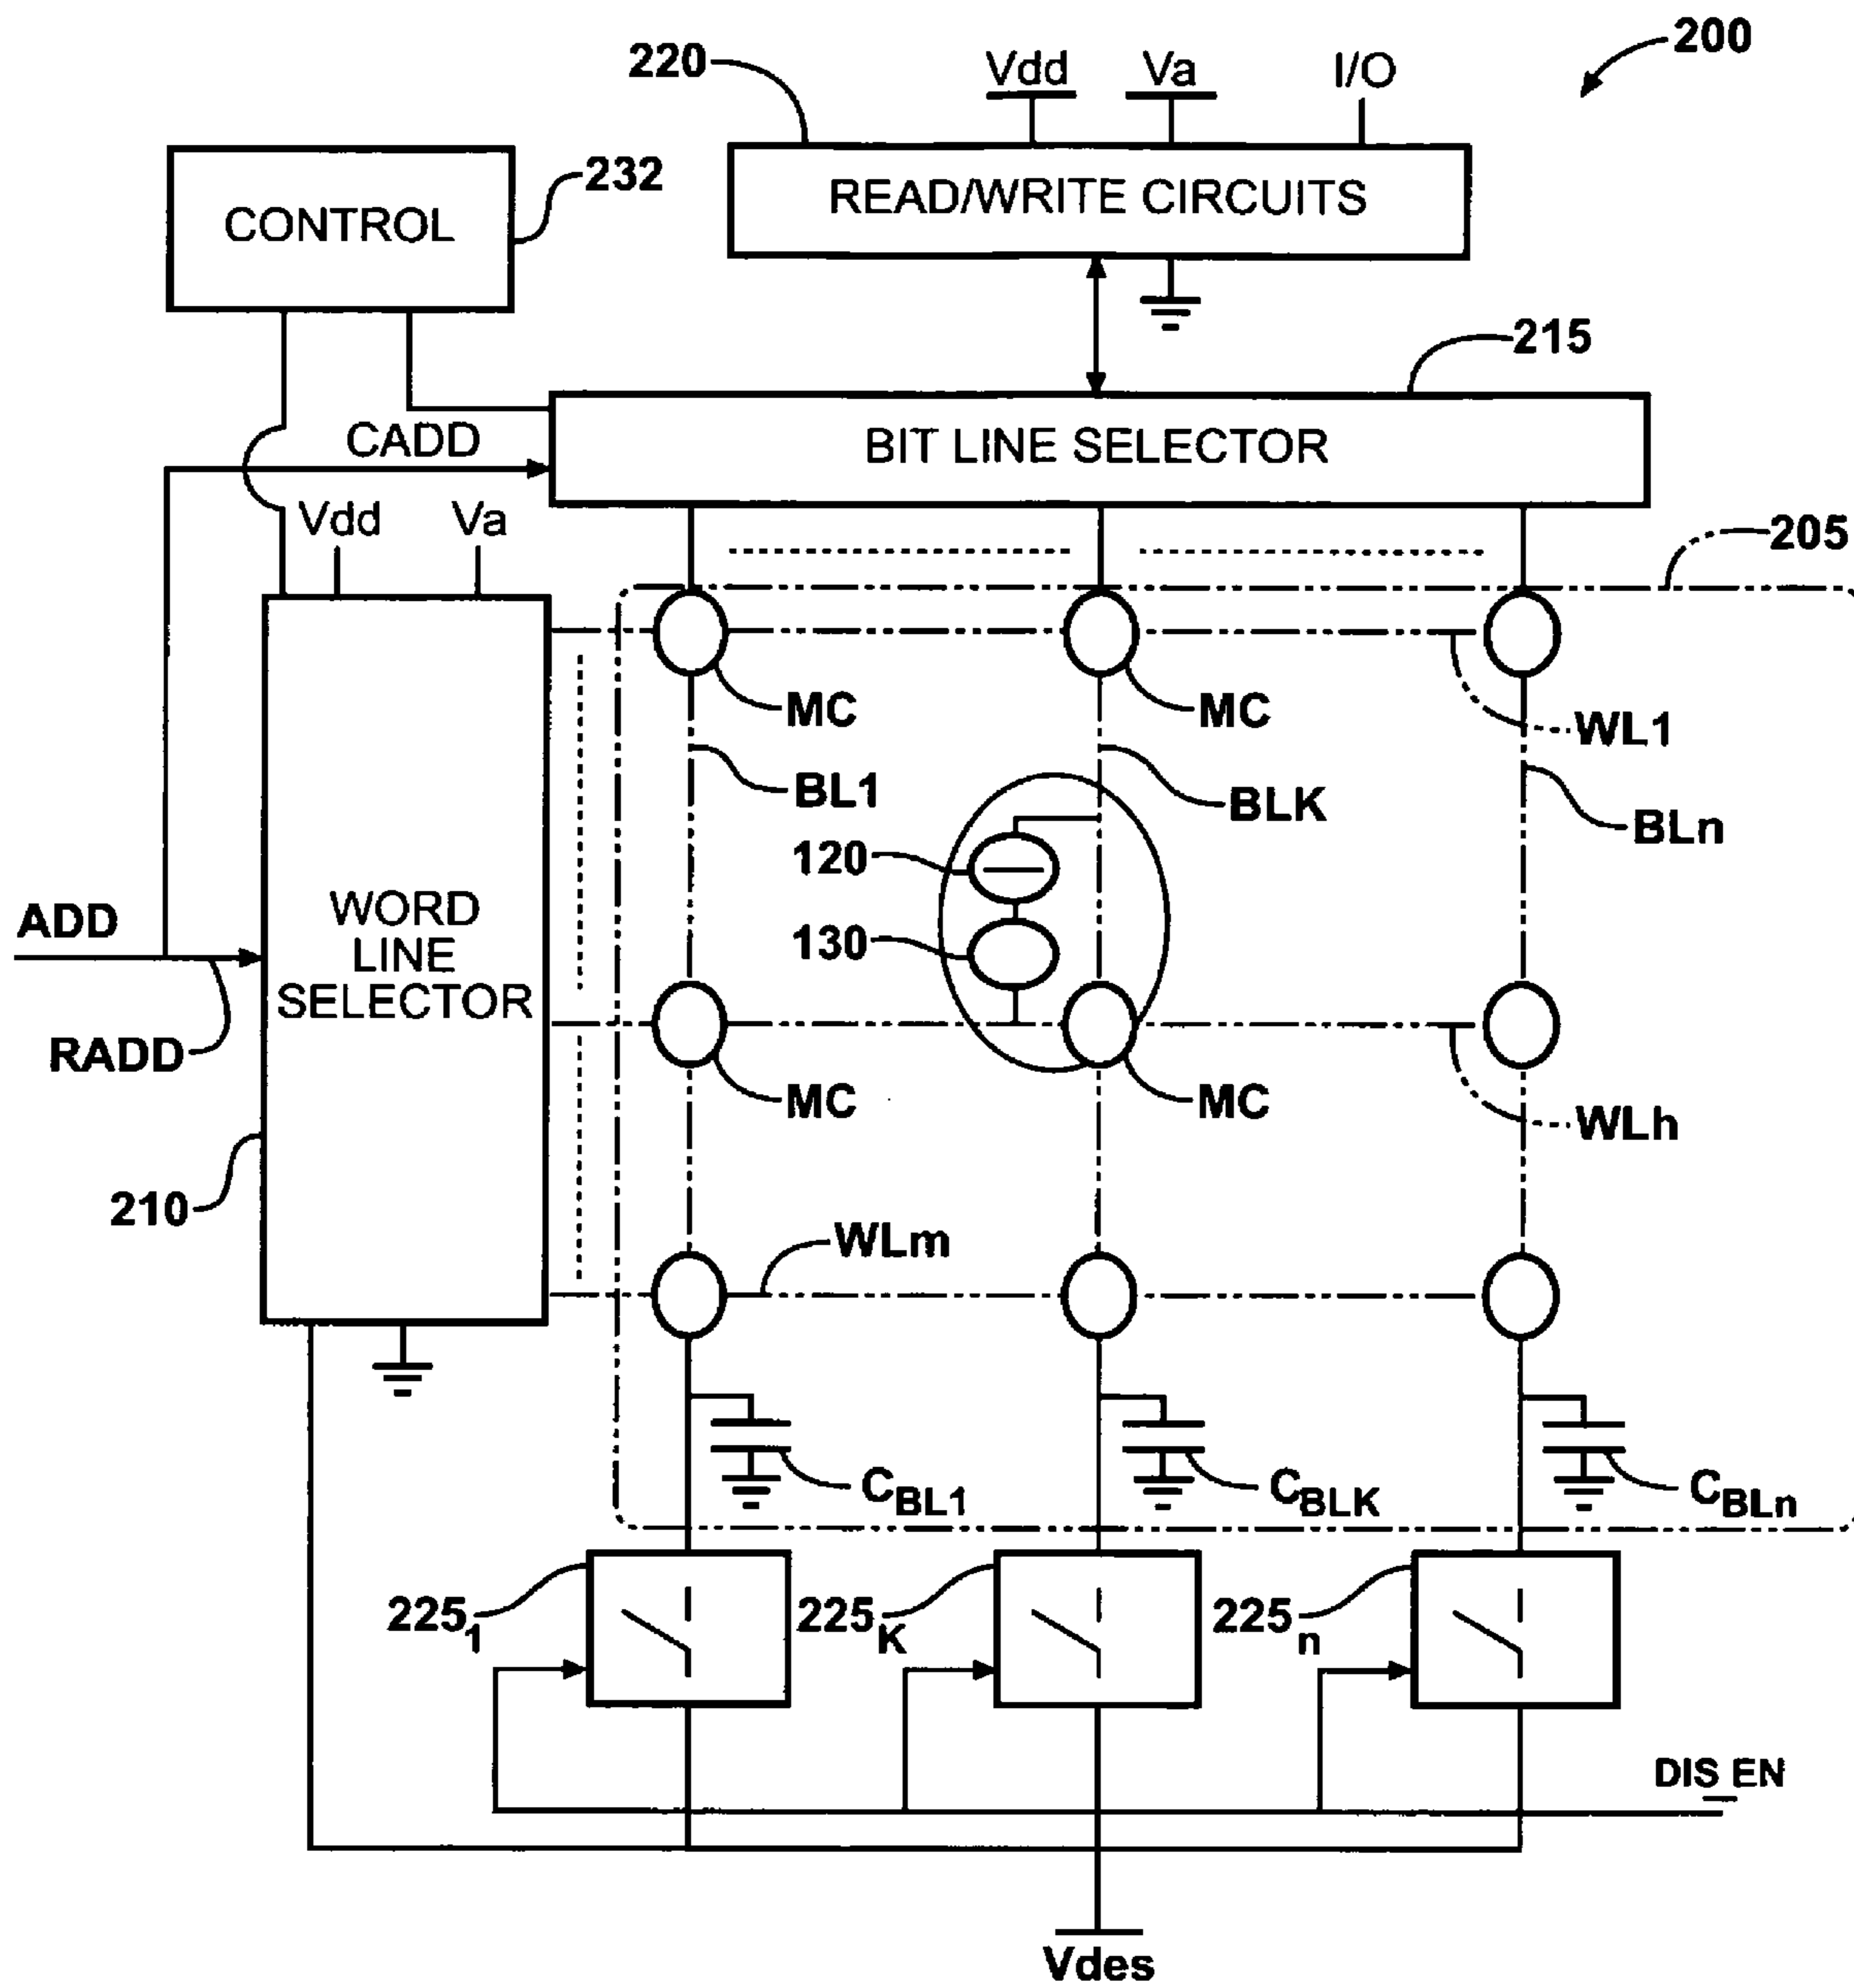 200
220
Vdd
Va
I/O
READ/WRITE CIRCUITS
CONTROL
232
215
CADD
BIT LINE SELECTOR
Vdd
Va
205
MC
MC
WL1
BL1
BLK
BLn
120
ADD
WORD
LINE
SELECTOR
130
RADD
MC
MC
WLh
210
WLm
CBL1
CBLK
CBLn
2251
225K
225n
DIS_EN
Vdes